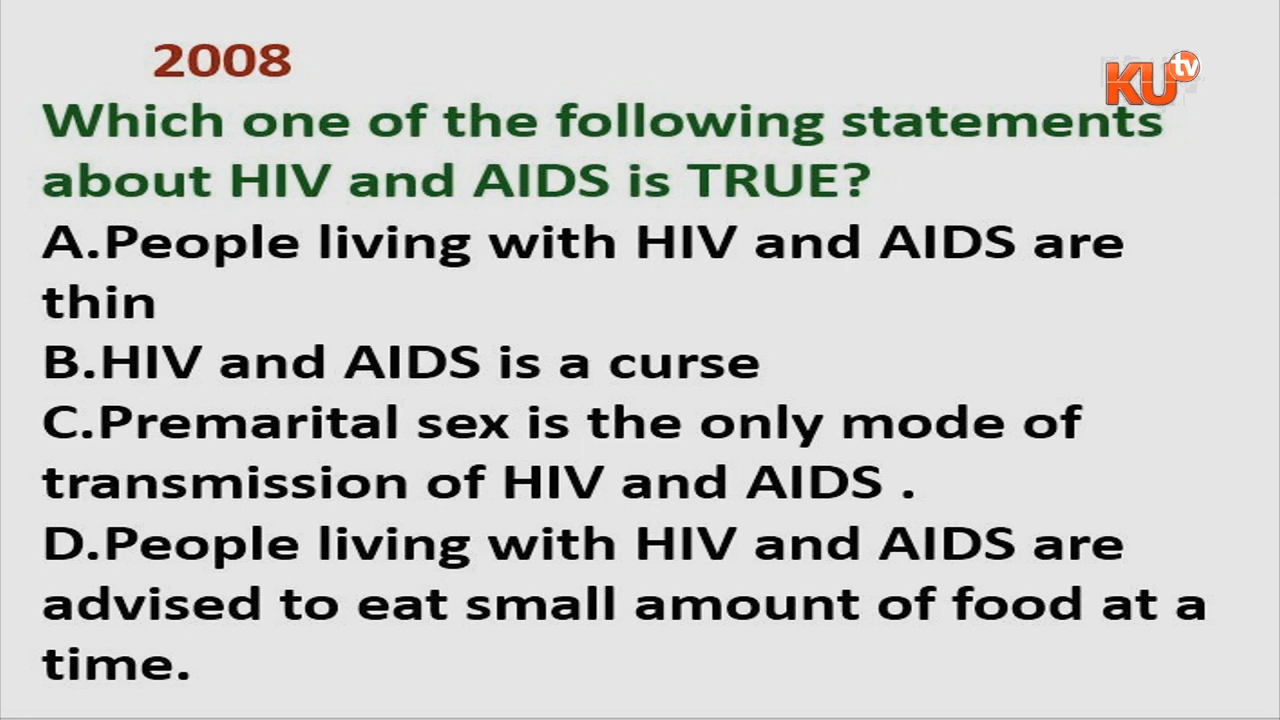 2008
KU tv
Which one of the following statements
about HIV and AIDS is TRUE?
A.People living with HIV and AIDS are
thin
B.HIV and AIDS is a curse
C.Premarital sex is the only mode of
transmission of HIV and AIDS .
D.People living with HIV and AIDS are
advised to eat small amount of food at a
time.